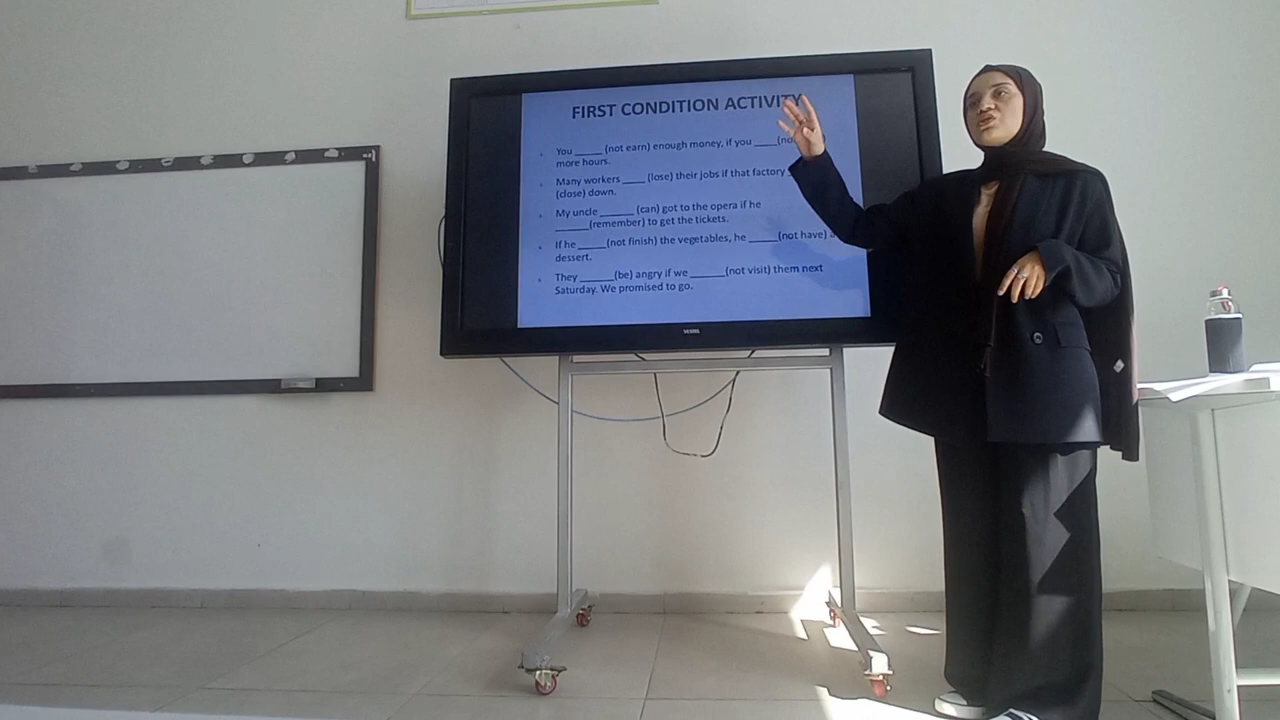 FIRST CONDITION ACTIVITY
You _____ (not earn) enough money, if you ____(no
more hours.
Many workers ____ (lose) their jobs if that factory
(close) down.
My uncle ______ (can) got to the opera if he
______(remember) to get the tickets.
If he _____(not finish) the vegetables, he _____(not have)
dessert.
They ______(be) angry if we ______(not visit) them next
Saturday. We promised to go.
VESTEL